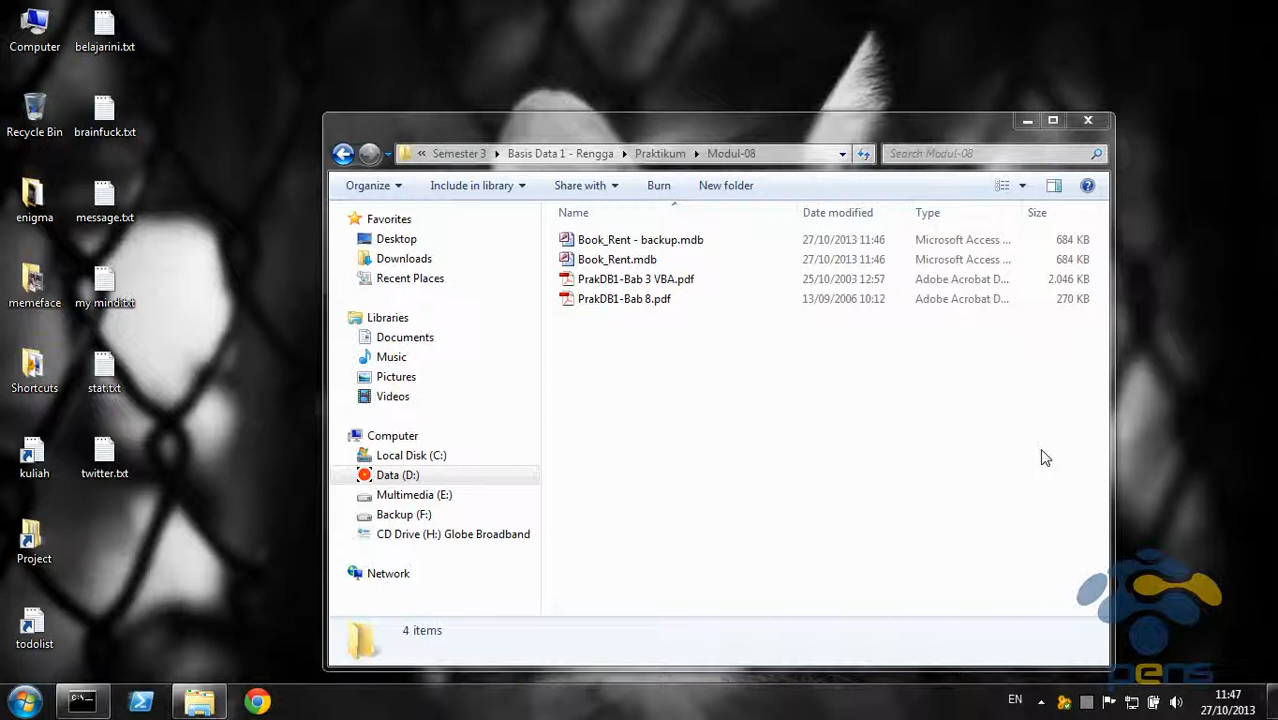 Computer
belajarini.txt
Recycle Bin
brainfuck.txt
enigma
message.txt
memeface
my mind.txt
Shortcuts
stat.txt
kuliah
twitter.txt
Project
todolist
« Semester 3 Basis Data 1 - Rengga Praktikum Modul-08
Search Modul-08
Organize Include in library Share with Burn New folder
Favorites
Desktop
Downloads
Recent Places
Libraries
Documents
Music
Pictures
Videos
Computer
Local Disk (C:)
Data (D:)
Multimedia (E:)
Backup (F:)
CD Drive (H:) Globe Broadband
Network
Name Date modified Type Size
Book_Rent - backup.mdb 27/10/2013 11:46 Microsoft Access ... 684 KB
Book_Rent.mdb 27/10/2013 11:46 Microsoft Access ... 684 KB
PrakDB1-Bab 3 VBA.pdf 25/10/2003 12:57 Adobe Acrobat D... 2.046 KB
PrakDB1-Bab 8.pdf 13/09/2006 10:12 Adobe Acrobat D... 270 KB
4 items
pens
EN
11:47
27/10/2013